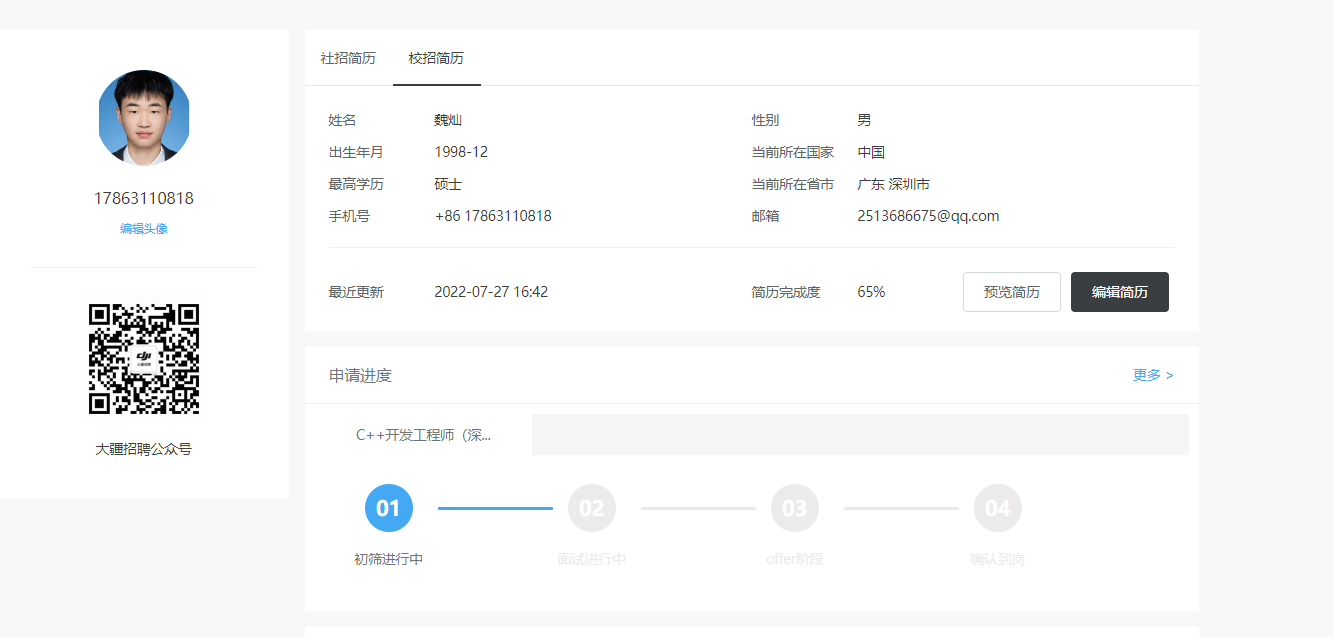 17863110818
编辑头像
大疆招聘公众号
社招简历 校招简历
姓名 魏灿 性别 男
出生年月 1998-12 当前所在国家 中国
最高学历 硕士 当前所在省市 广东 深圳市
手机号 +86 17863110818 邮箱 2513686675@qq.com
最近更新 2022-07-27 16:42 简历完成度 65% 预览简历 编辑简历
申请进度 更多 >
C++开发工程师（深...
01 02 03 04
初筛进行中 面试进行中 offer阶段 确认到岗